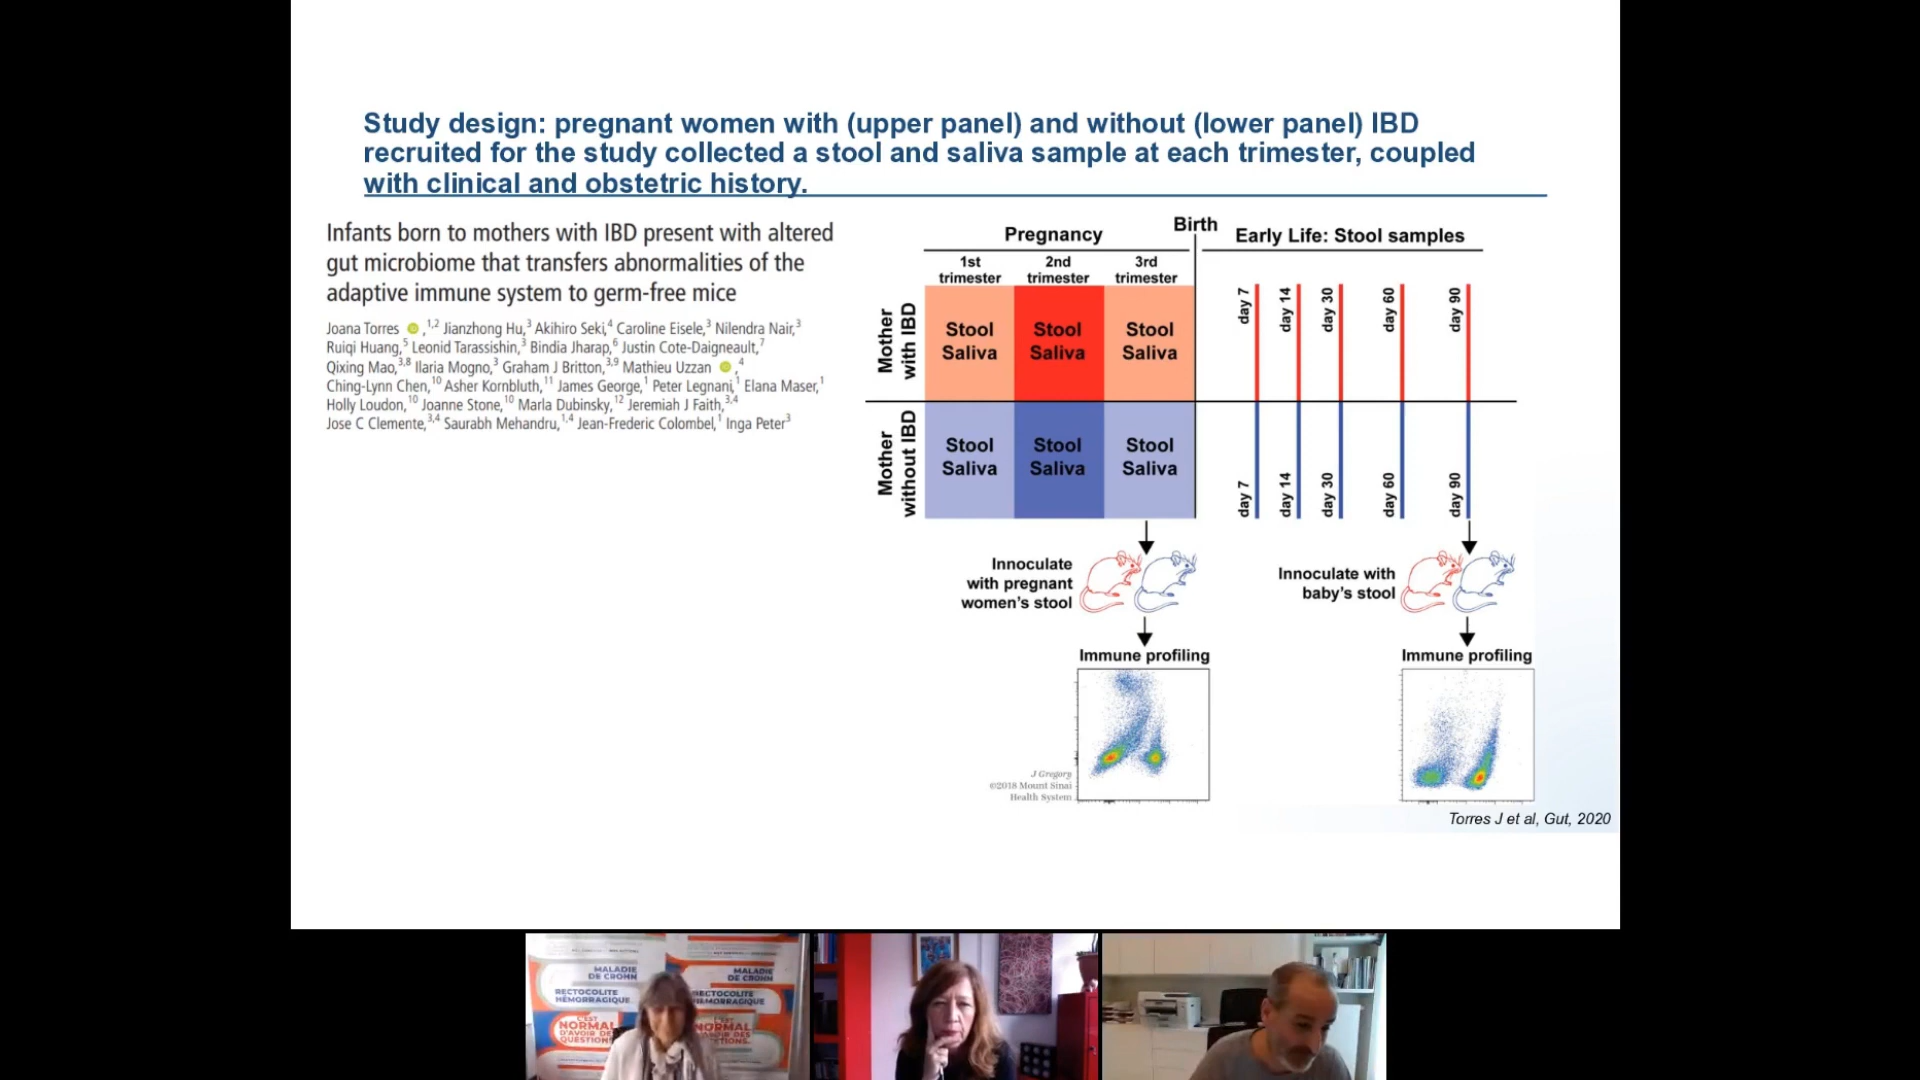 Study design: pregnant women with (upper panel) and without (lower panel) IBD
recruited for the study collected a stool and saliva sample at each trimester, coupled
with clinical and obstetric history.
Infants born to mothers with IBD present with altered
gut microbiome that transfers abnormalities of the
adaptive immune system to germ-free mice
Joana Torres ,1,2 Jianzhong Hu,3 Akihiro Seki,4 Caroline Eisele,3 Nilendra Nair,3
Ruiqi Huang,5 Leonid Tarassishin,3 Bindia Jharap,6 Justin Cote-Daigneault,7
Qixing Mao,3,8 Ilaria Mogno,3 Graham J Britton,3,9 Mathieu Uzzan ,4
Ching-Lynn Chen,10 Asher Kornbluth,11 James George,1 Peter Legnani,1 Elana Maser,1
Holly Loudon,10 Joanne Stone,10 Marla Dubinsky,12 Jeremiah J Faith,3,4
Jose C Clemente,3,4 Saurabh Mehandru,1,4 Jean-Frederic Colombel,1 Inga Peter3
Pregnancy
Birth
Early Life: Stool samples
1st
trimester
2nd
trimester
3rd
trimester
Mother
with IBD
Stool
Saliva
Stool
Saliva
Stool
Saliva
day 7
day 14
day 30
day 60
day 90
Mother
without IBD
Stool
Saliva
Stool
Saliva
Stool
Saliva
day 7
day 14
day 30
day 60
day 90
Innoculate
with pregnant
women's stool
Innoculate with
baby's stool
Immune profiling
Immune profiling
J Gregory
©2018 Mount Sinai
Health System
Torres J et al, Gut, 2020
MALADIE
DE CROHN
RECTOCOLITE
HÉMORRAGIQUE
C'EST
NORMAL
D'AVOIR DES
QUESTIONS
MALADIE
DE CROHN
RECTOCOLITE
HÉMORRAGIQUE
C'EST
NORMAL